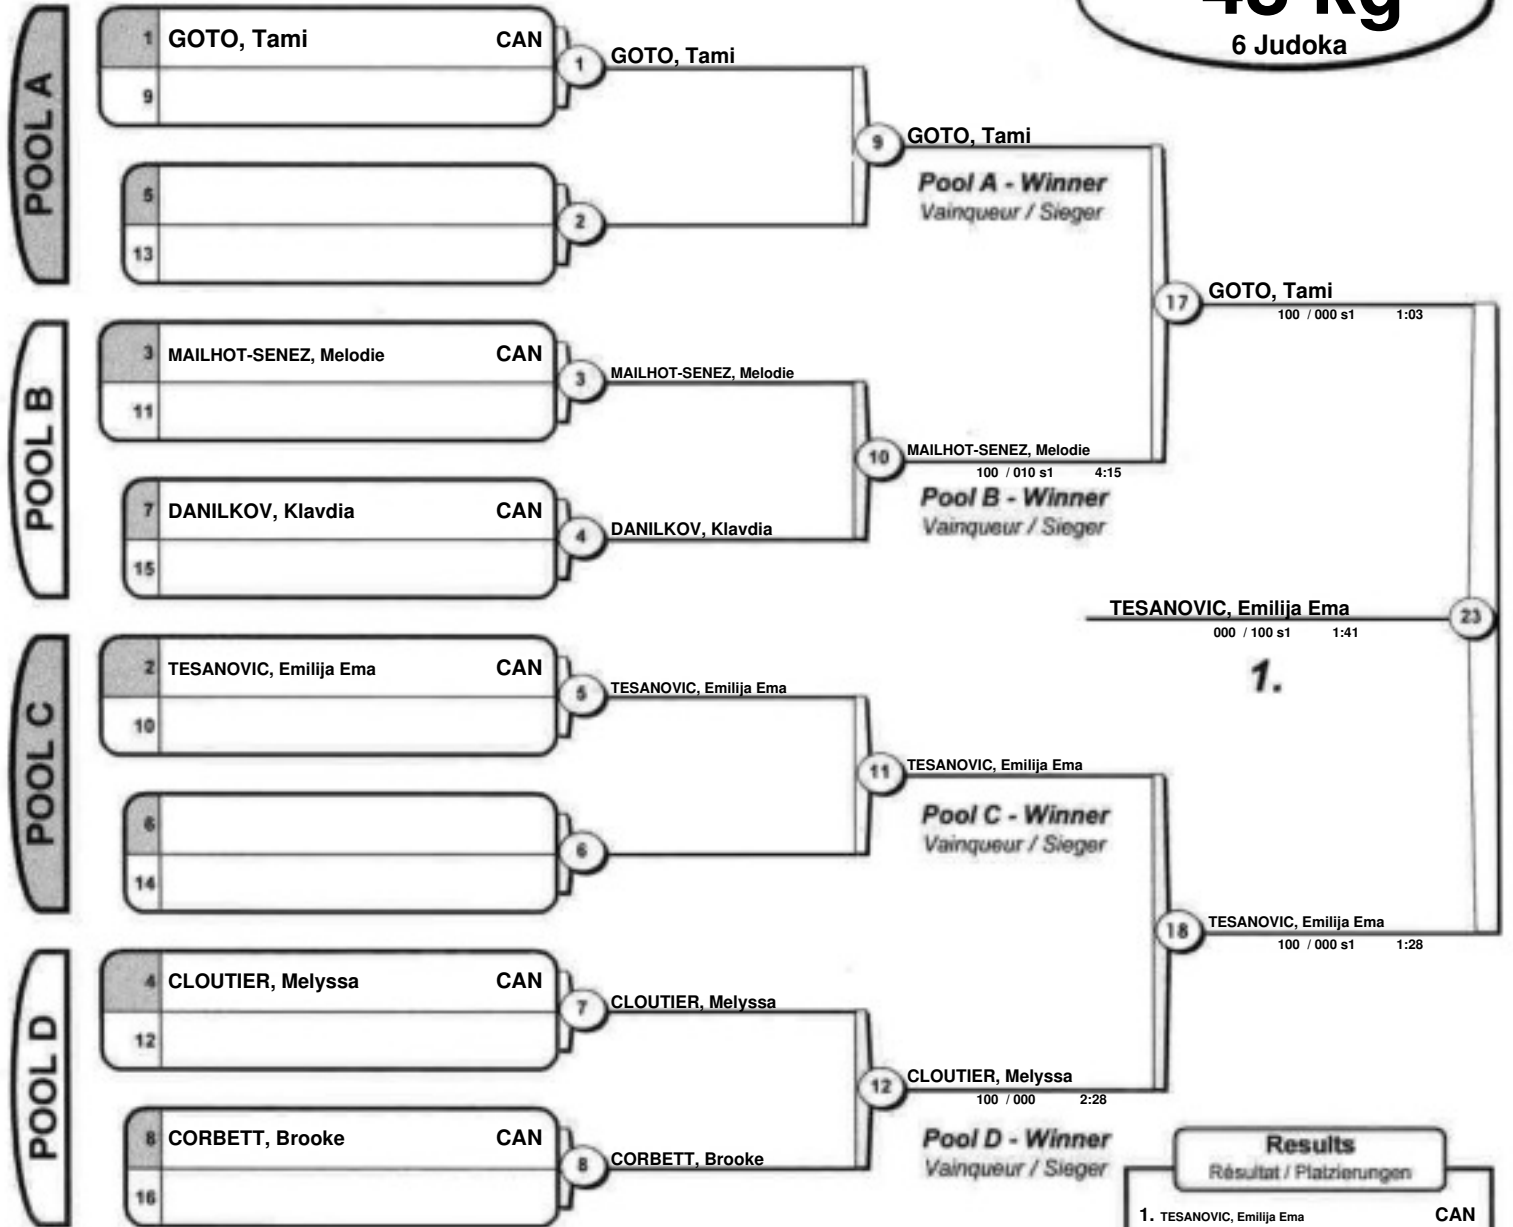 48 kg
6 Judoka
POOL A
1 GOTO, Tami CAN
9
1
GOTO, Tami
5
13
2
9
GOTO, Tami
Pool A - Winner
Vainqueur / Sieger
17
GOTO, Tami
100 / 000 s1 1:03
POOL B
3 MAILHOT-SENEZ, Melodie CAN
11
3
MAILHOT-SENEZ, Melodie
7 DANILKOV, Klavdia CAN
15
4
DANILKOV, Klavdia
10
MAILHOT-SENEZ, Melodie
100 / 010 s1 4:15
Pool B - Winner
Vainqueur / Sieger
TESANOVIC, Emilija Ema
23
000 / 100 s1 1:41
1.
POOL C
2 TESANOVIC, Emilija Ema CAN
10
5
TESANOVIC, Emilija Ema
6
14
6
11
TESANOVIC, Emilija Ema
Pool C - Winner
Vainqueur / Sieger
18
TESANOVIC, Emilija Ema
100 / 000 s1 1:28
POOL D
4 CLOUTIER, Melyssa CAN
12
7
CLOUTIER, Melyssa
8 CORBETT, Brooke CAN
16
8
CORBETT, Brooke
12
CLOUTIER, Melyssa
100 / 000 2:28
Pool D - Winner
Vainqueur / Sieger
Results
Résultat / Platzierungen
1. TESANOVIC, Emilija Ema CAN